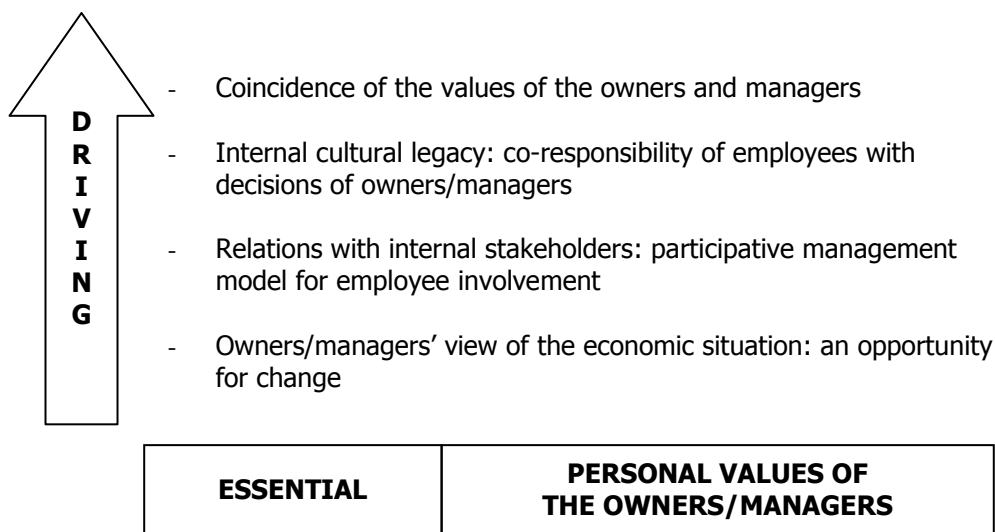 DRIVING
- Coincidence of the values of the owners and managers
- Internal cultural legacy: co-responsibility of employees with
decisions of owners/managers
- Relations with internal stakeholders: participative management
model for employee involvement
- Owners/managers’ view of the economic situation: an opportunity
for change
ESSENTIAL
PERSONAL VALUES OF
THE OWNERS/MANAGERS